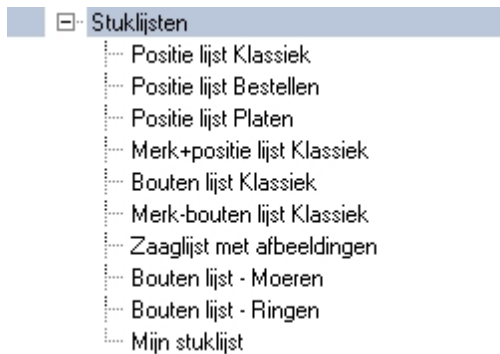 Stuklijsten
Positie lijst Klassiek
Positie lijst Bestellen
Positie lijst Platen
Merk+positie lijst Klassiek
Bouten lijst Klassiek
Merk-bouten lijst Klassiek
Zaaglijst met afbeeldingen
Bouten lijst - Moeren
Bouten lijst - Ringen
Mijn stuklijst